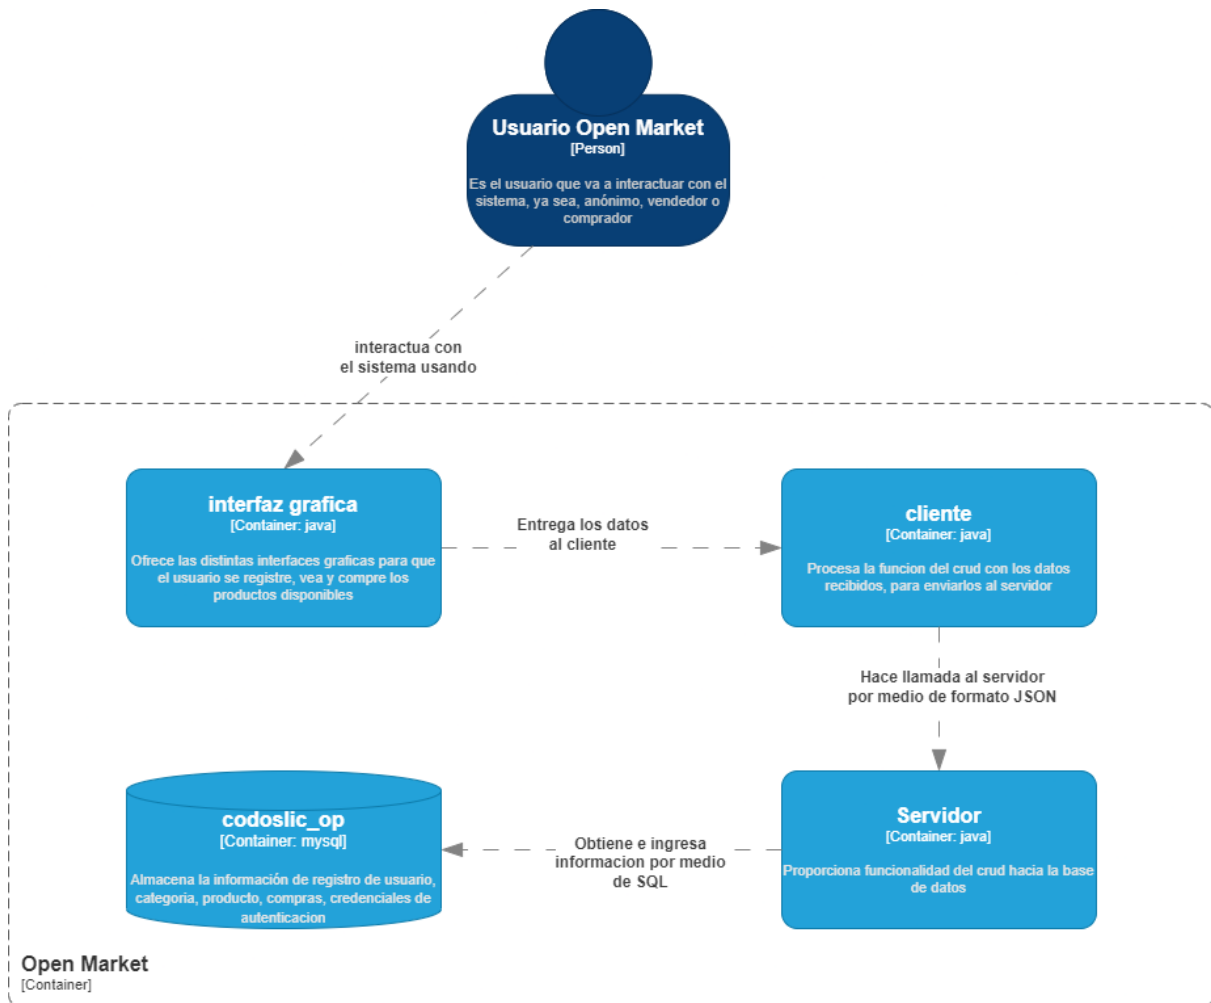 Usuario Open Market
[Person]
Es el usuario que va a interactuar con el
sistema, ya sea, anónimo, vendedor o
comprador
interactua con
el sistema usando
interfaz grafica
[Container: java]
Ofrece las distintas interfaces graficas para que
el usuario se registre, vea y compre los
productos disponibles
Entrega los datos
al cliente
cliente
[Container: java]
Procesa la funcion del crud con los datos
recibidos, para enviarlos al servidor
Hace llamada al servidor
por medio de formato JSON
Servidor
[Container: java]
Proporciona funcionalidad del crud hacia la base
de datos
Obtiene e ingresa
informacion por medio
de SQL
codoslic_op
[Container: mysql]
Almacena la información de registro de usuario,
categoria, producto, compras, credenciales de
autenticacion
Open Market
[Container]